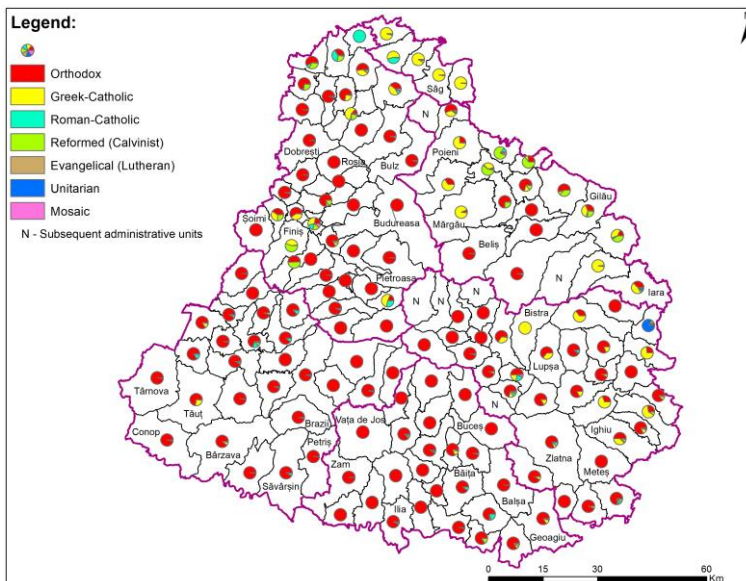 Legend:
Orthodox
Greek-Catholic
Roman-Catholic
Reformed (Calvinist)
Evangelical (Lutheran)
Unitarian
Mosaic
N - Subsequent administrative units
Săg
N
Dobrești
Roșia
Bulz
Poieni
Gilău
Șoimi
Finiș
Budureasa
Mărgău
Beliș
N
Pietroasa
Iara
N
N
N
Bistra
Lupșa
Târnova
Tăuț
N
Conop
Brazii
Vața de Jos
Buceș
Ighiu
Bârzava
Petriș
Zlatna
Meteș
Zam
Băița
Săvârșin
Ilia
Balșa
Geoagiu
0
15
30
60
Km